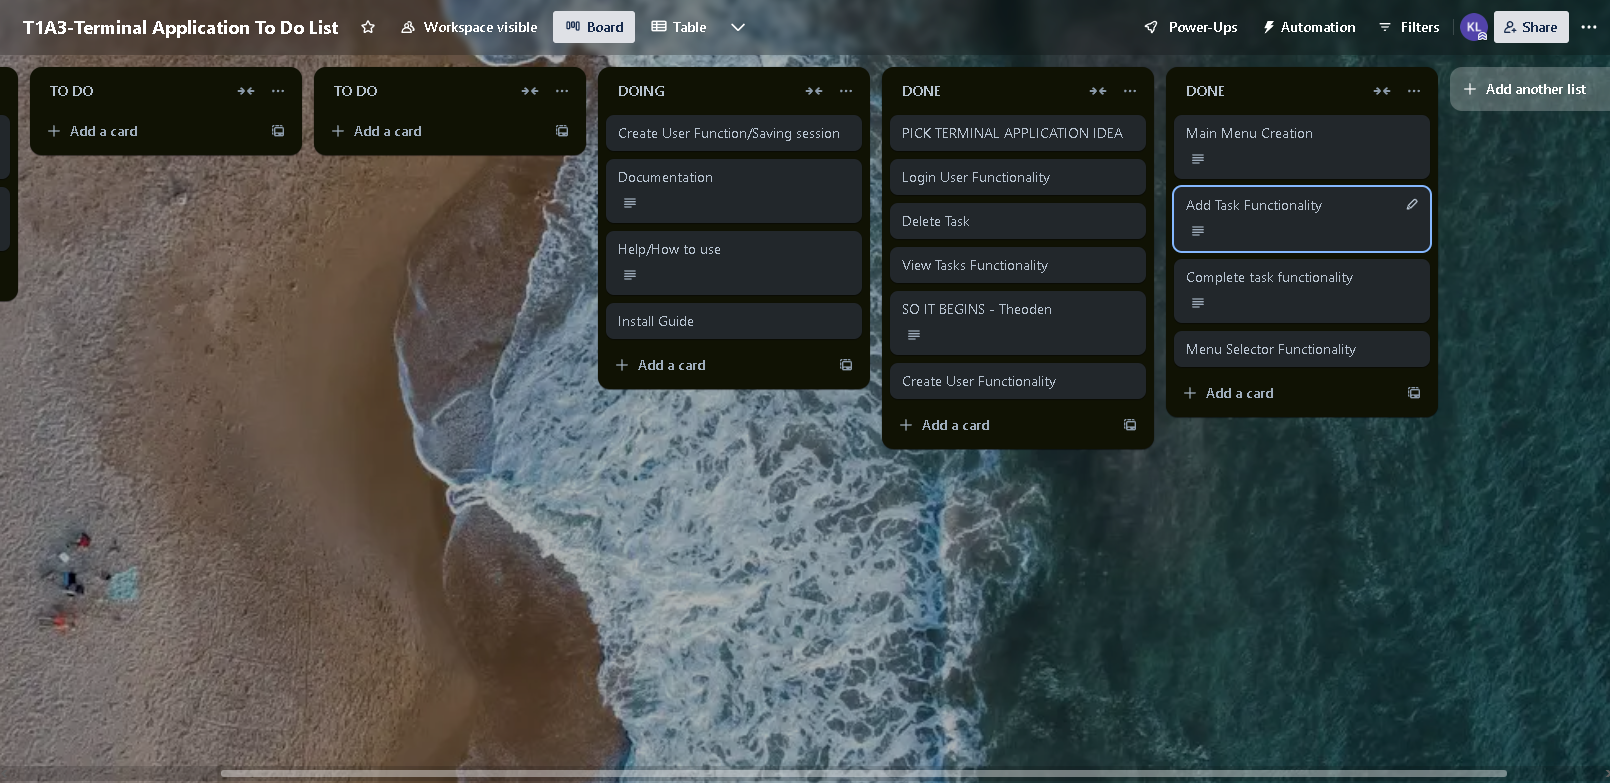 T1A3-Terminal Application To Do List
Workspace visible
Board
Table
Power-Ups
Automation
Filters
KL
Share
TO DO
Add a card
TO DO
Add a card
DOING
Create User Function/Saving session
Documentation
Help/How to use
Install Guide
Add a card
DONE
PICK TERMINAL APPLICATION IDEA
Login User Functionality
Delete Task
View Tasks Functionality
SO IT BEGINS - Theoden
Create User Functionality
Add a card
DONE
Main Menu Creation
Add Task Functionality
Complete task functionality
Menu Selector Functionality
Add a card
Add another list